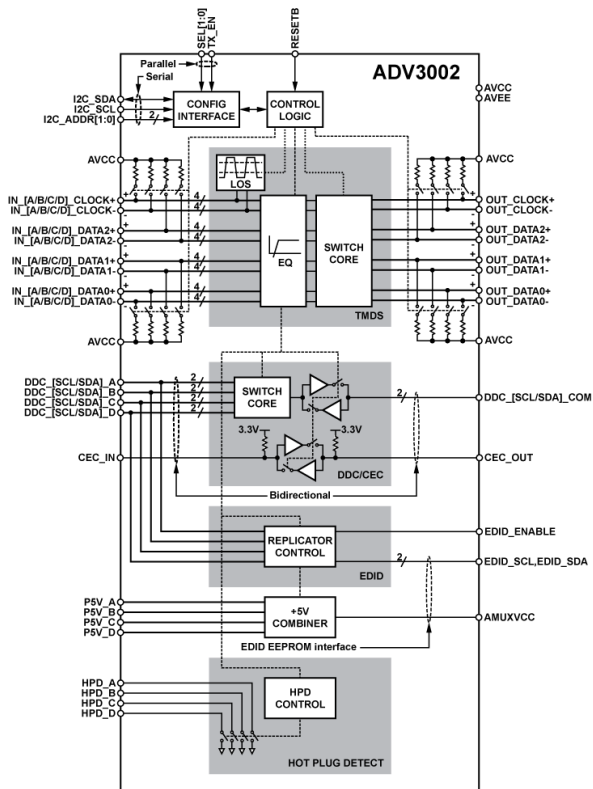 SEL[1:0]
TX_EN
RESETB
Parallel
Serial
ADV3002
I2C_SDA
I2C_SCL
I2C_ADDR[1:0]
2
CONFIG
INTERFACE
CONTROL
LOGIC
AVCC
AVEE
AVCC
AVCC
LOS
+
IN_[A/B/C/D]_CLOCK+
4
IN_[A/B/C/D]_CLOCK-
4
-
+
IN_[A/B/C/D]_DATA2+
4
IN_[A/B/C/D]_DATA2-
4
-
+
IN_[A/B/C/D]_DATA1+
4
IN_[A/B/C/D]_DATA1-
4
-
+
IN_[A/B/C/D]_DATA0+
4
IN_[A/B/C/D]_DATA0-
4
-
EQ
SWITCH
CORE
TMDS
+
OUT_CLOCK+
OUT_CLOCK-
-
+
OUT_DATA2+
OUT_DATA2-
-
+
OUT_DATA1+
OUT_DATA1-
-
+
OUT_DATA0+
OUT_DATA0-
-
AVCC
AVCC
DDC_[SCL/SDA]_A
2
DDC_[SCL/SDA]_B
2
DDC_[SCL/SDA]_C
2
DDC_[SCL/SDA]_D
2
SWITCH
CORE
2
DDC_[SCL/SDA]_COM
3.3V
3.3V
CEC_IN
CEC_OUT
DDC/CEC
Bidirectional
REPLICATOR
CONTROL
EDID_ENABLE
2
EDID_SCL,EDID_SDA
EDID
P5V_A
P5V_B
P5V_C
P5V_D
+5V
COMBINER
AMUXVCC
EDID EEPROM interface
HPD_A
HPD_B
HPD_C
HPD_D
HPD
CONTROL
HOT PLUG DETECT